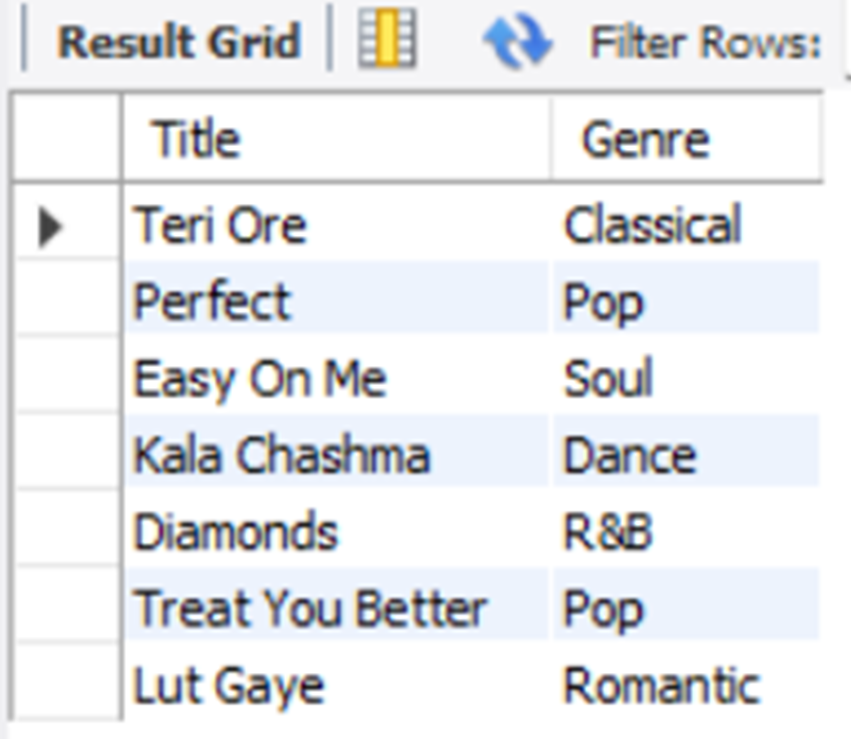 Result Grid Filter Rows:
Title Genre
Teri Ore Classical
Perfect Pop
Easy On Me Soul
Kala Chashma Dance
Diamonds R&B
Treat You Better Pop
Lut Gaye Romantic